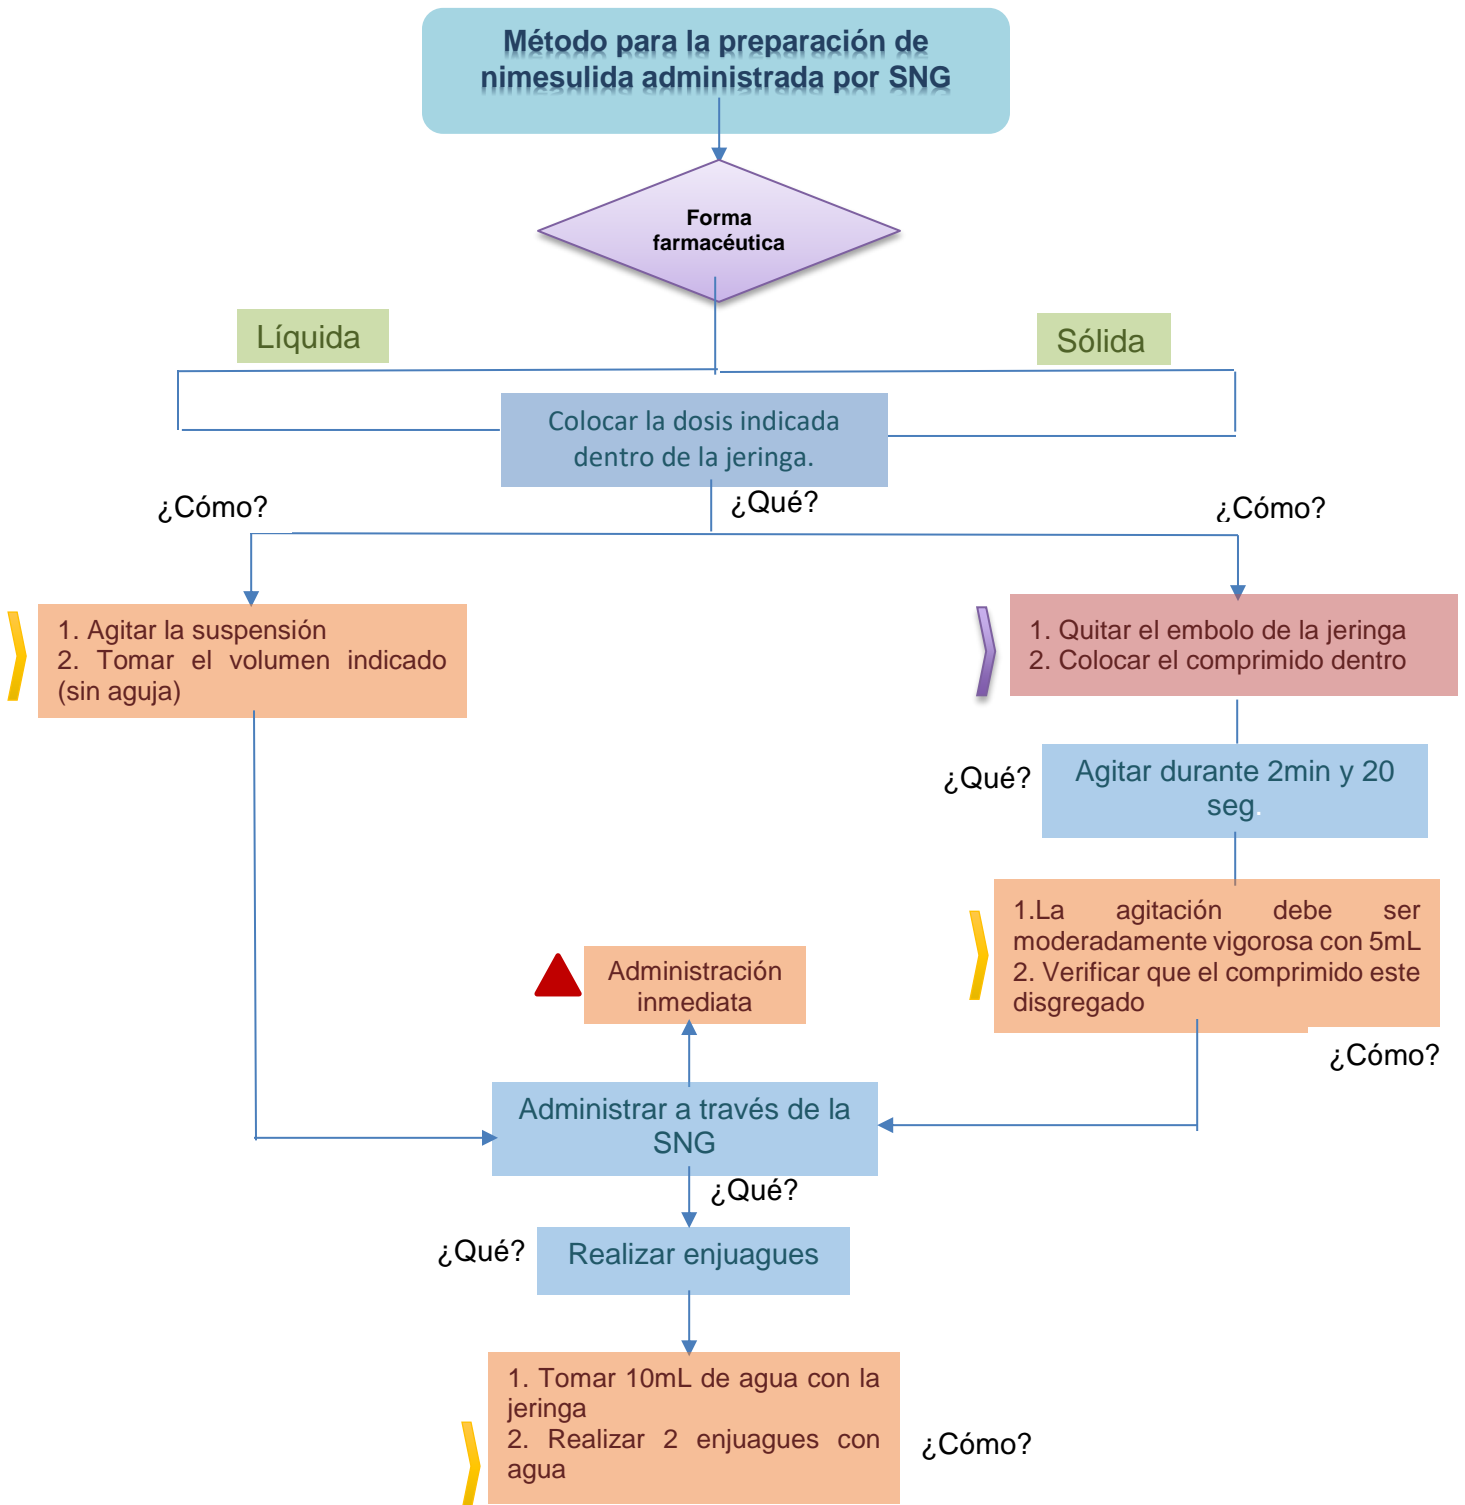 Método para la preparación de
nimesulida administrada por SNG
Forma
farmacéutica
Líquida
Sólida
Colocar la dosis indicada
dentro de la jeringa.
¿Cómo?
¿Qué?
¿Cómo?
1. Agitar la suspensión
2. Tomar el volumen indicado
(sin aguja)
1. Quitar el embolo de la jeringa
2. Colocar el comprimido dentro
¿Qué?
Agitar durante 2min y 20
seg.
1.La agitación debe ser
moderadamente vigorosa con 5mL
2. Verificar que el comprimido este
disgregado
¿Cómo?
Administración
inmediata
Administrar a través de la
SNG
¿Qué?
¿Qué?
Realizar enjuagues
1. Tomar 10mL de agua con la
jeringa
2. Realizar 2 enjuagues con
agua
¿Cómo?